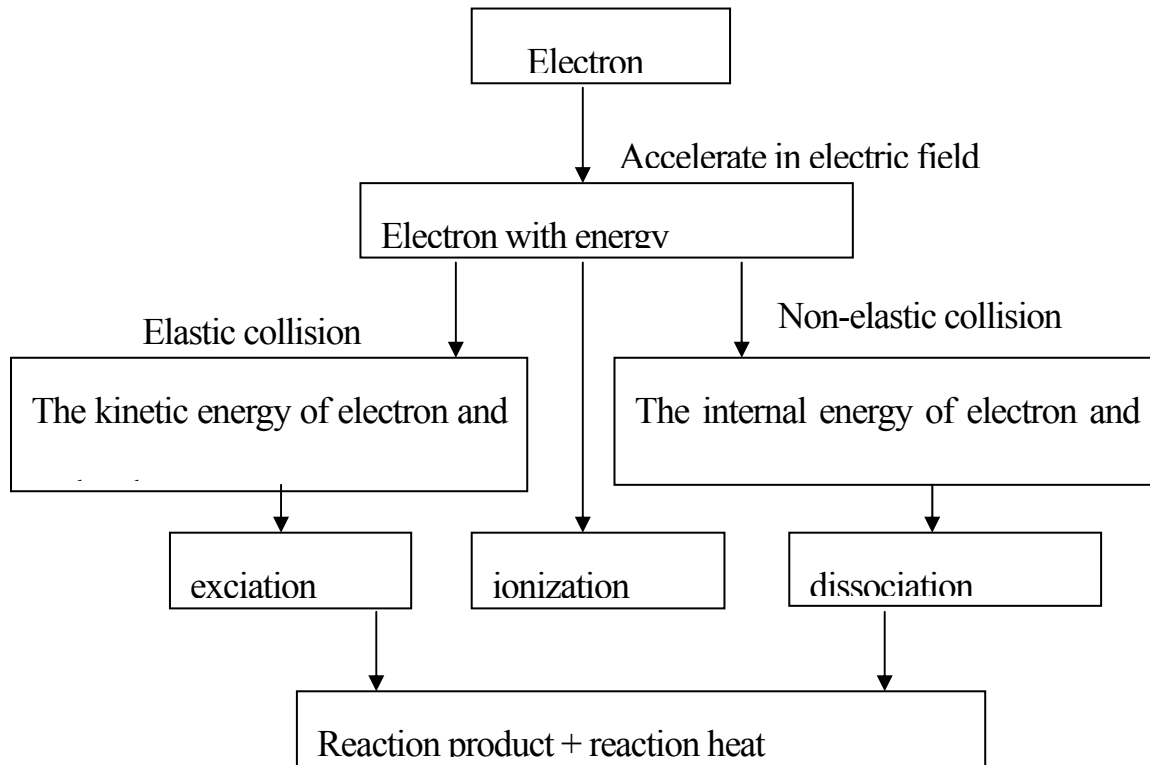 Electron
Accelerate in electric field
Electron with energy
Elastic collision
Non-elastic collision
The kinetic energy of electron and
The internal energy of electron and
exciation
ionization
dissociation
Reaction product + reaction heat